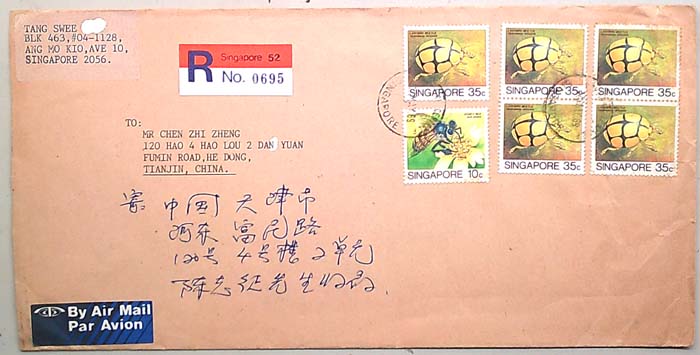 TANG SWEE
BLK 463,#04-1128,
ANG MO KIO,AVE 10,
SINGAPORE 2056.
R
Singapore 52
No. 0695
TO:
MR CHEN ZHI ZHENG
120 HAO 4 HAO LOU 2 DAN YUAN
FUMIN ROAD,HE DONG,
TIANJIN, CHINA.
寄 中国 天津市
河东 富民路
120号 4号楼 2单元
陈志征先生收启.
By Air Mail
Par Avion
SINGAPORE 35c
SINGAPORE 35c
SINGAPORE 35c
SINGAPORE 10c
SINGAPORE 35c
SINGAPORE 35c
SINGAPORE